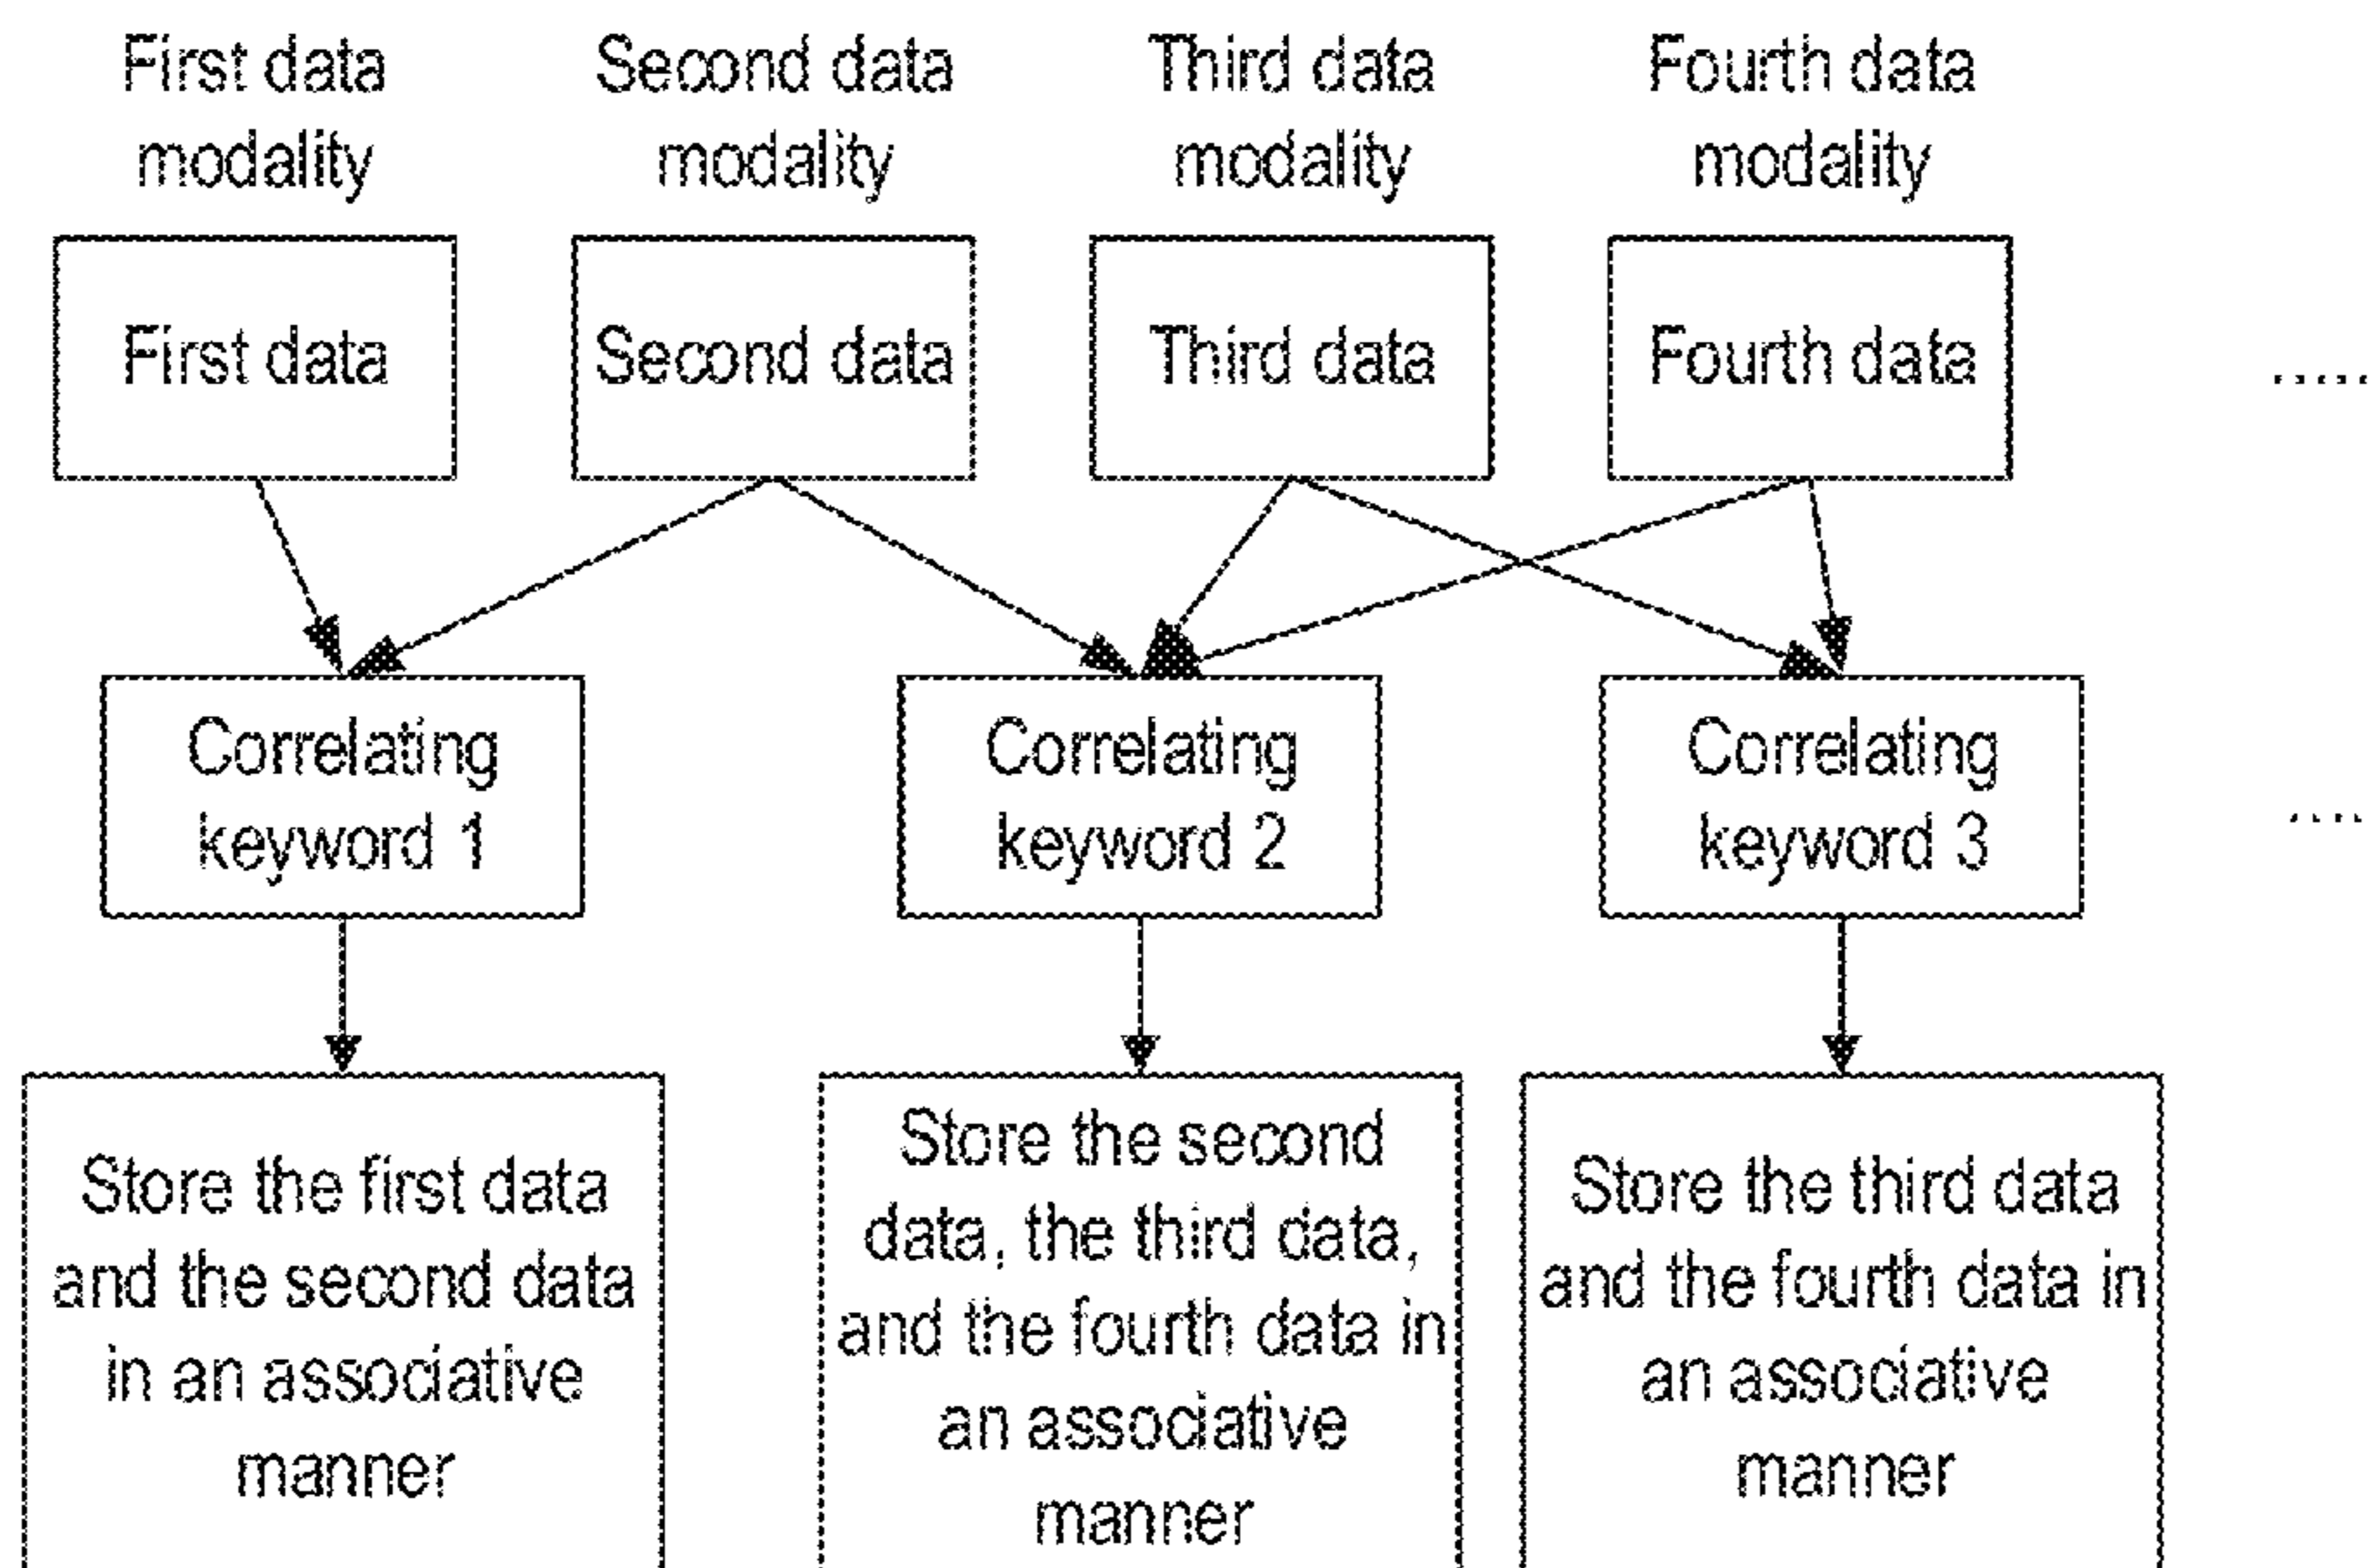 First data
modality
Second data
modality
Third data
modality
Fourth data
modality
First data
Second data
Third data
Fourth data
.....
Correlating
keyword 1
Correlating
keyword 2
Correlating
keyword 3
....
Store the first data
and the second data
in an associative
manner
Store the second
data, the third data,
and the fourth data in
an associative
manner
Store the third data
and the fourth data in
an associative
manner